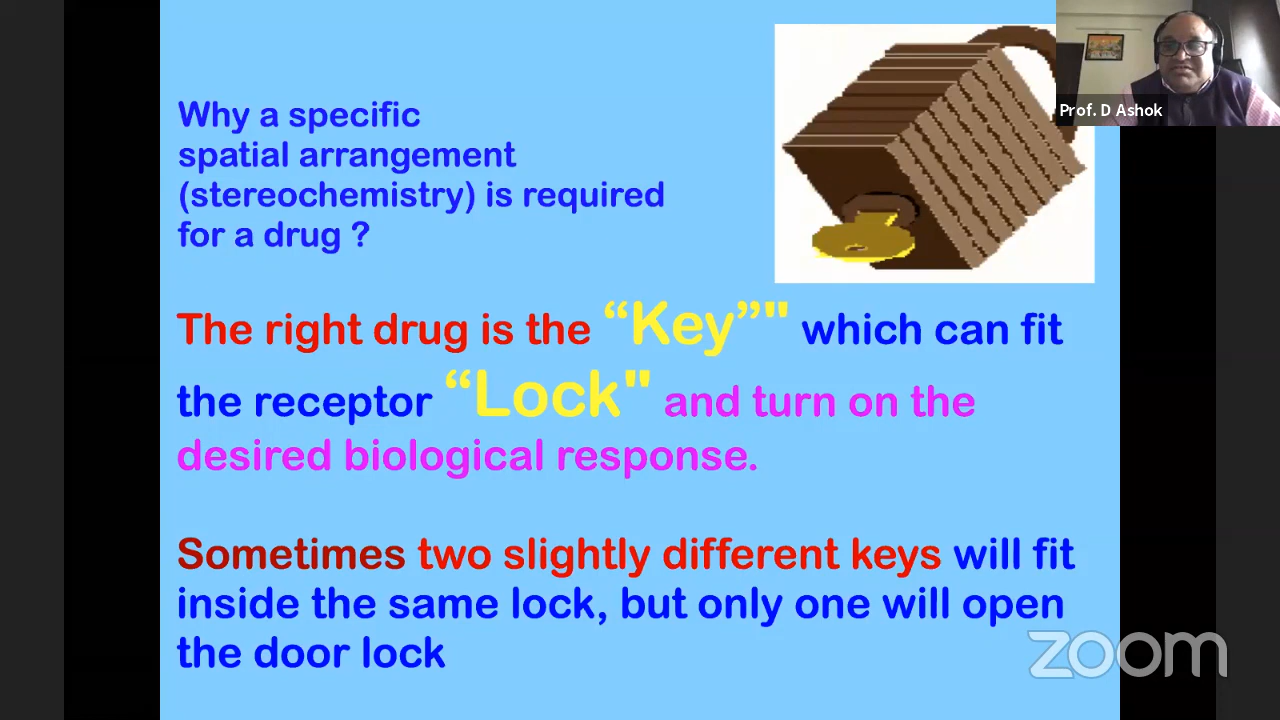 Why a specific
spatial arrangement
(stereochemistry) is required
for a drug ?
Prof. D Ashok
The right drug is the “Key”" which can fit
the receptor “Lock" and turn on the
desired biological response.
Sometimes two slightly different keys will fit
inside the same lock, but only one will open
the door lock
zoom